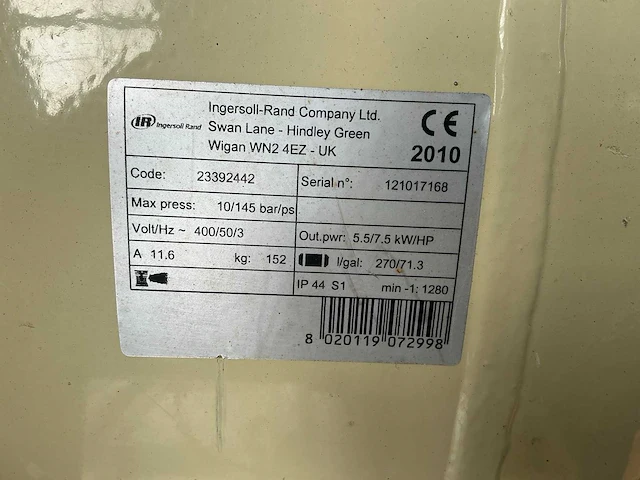 IR Ingersoll Rand
Ingersoll-Rand Company Ltd.
Swan Lane - Hindley Green
Wigan WN2 4EZ - UK
CE
2010
Code: 23392442
Serial n°: 121017168
Max press: 10/145 bar/ps
Volt/Hz ~ 400/50/3
Out.pwr: 5.5/7.5 kW/HP
A 11.6 kg: 152
l/gal: 270/71.3
IP 44 S1 min -1: 1280
8 020119 072998